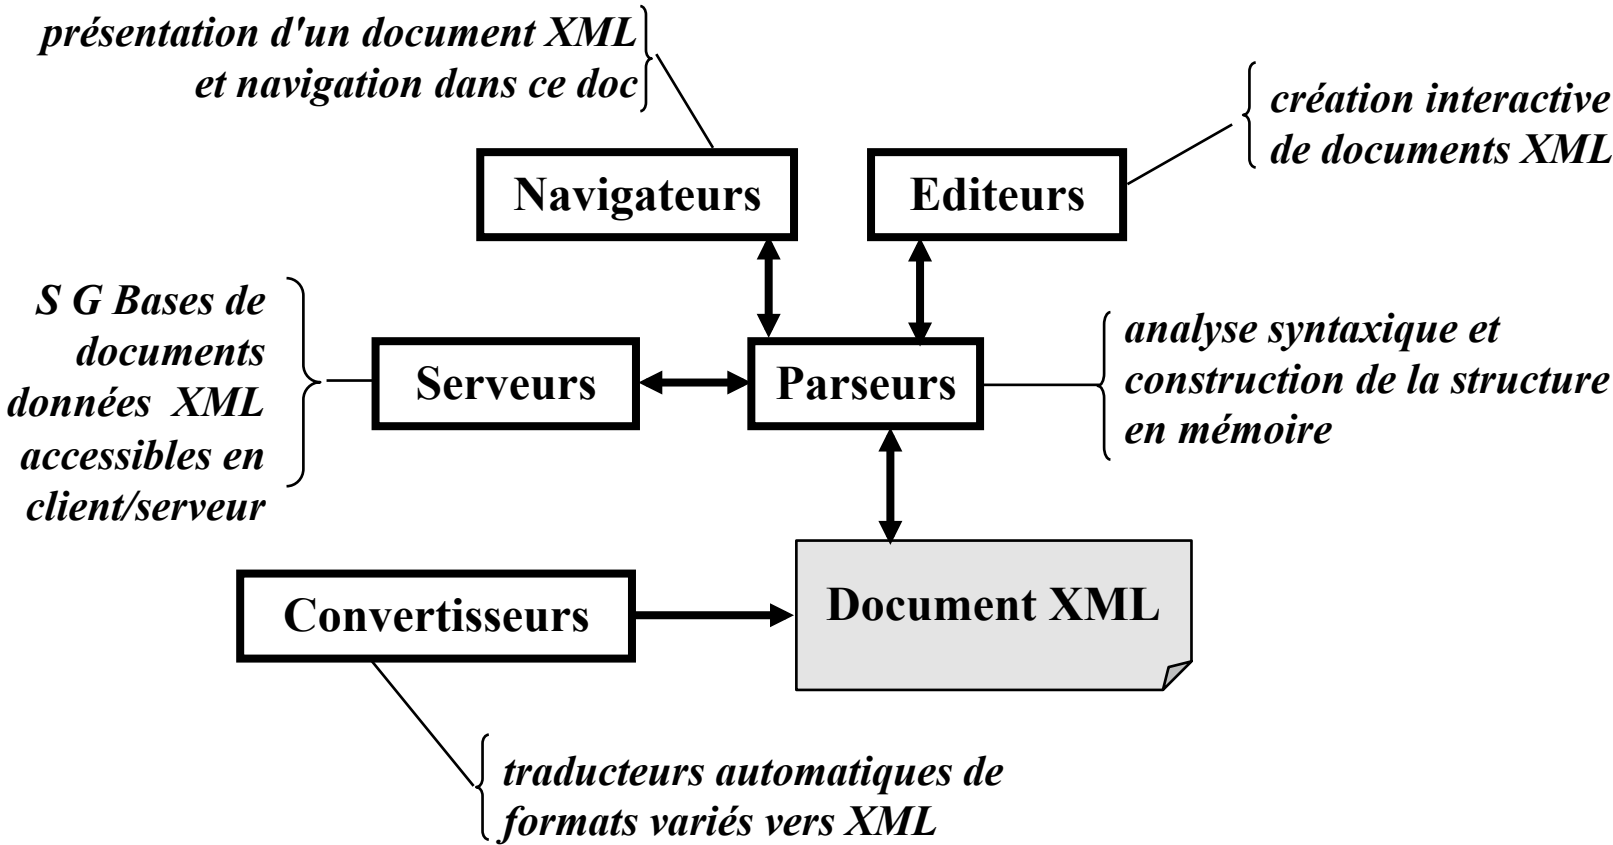 présentation d'un document XML
et navigation dans ce doc
création interactive
de documents XML
Navigateurs
Editeurs
S G Bases de
documents
données XML
accessibles en
client/serveur
Serveurs
Parseurs
analyse syntaxique et
construction de la structure
en mémoire
Convertisseurs
Document XML
traducteurs automatiques de
formats variés vers XML